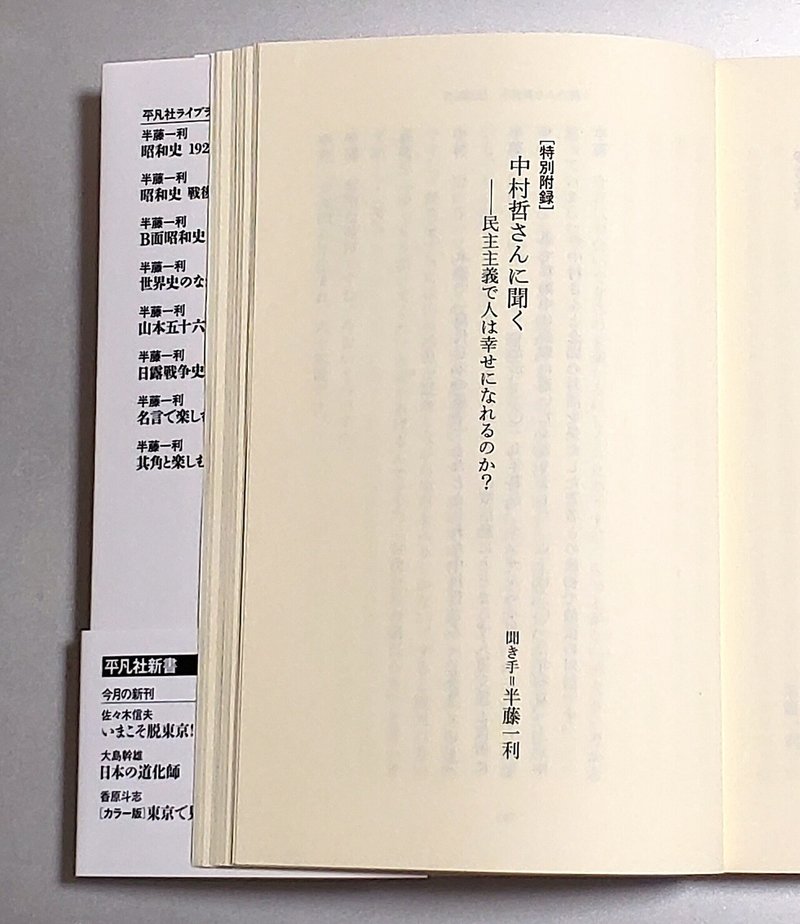 [特別附録]
中村哲さんに聞く
——民主主義で人は幸せになれるのか?
聞き手=半藤一利
平凡社ライブラ
半藤一利
昭和史 192
半藤一利
昭和史 戦後
半藤一利
B面昭和史
半藤一利
世界史のな
半藤一利
山本五十六
半藤一利
日露戦争史
半藤一利
名言で楽し
半藤一利
其角と楽し
平凡社新書
今月の新刊
佐々木信夫
いまこそ脱東京!
大島幹雄
日本の道化師
香原斗志
[カラー版]東京で見